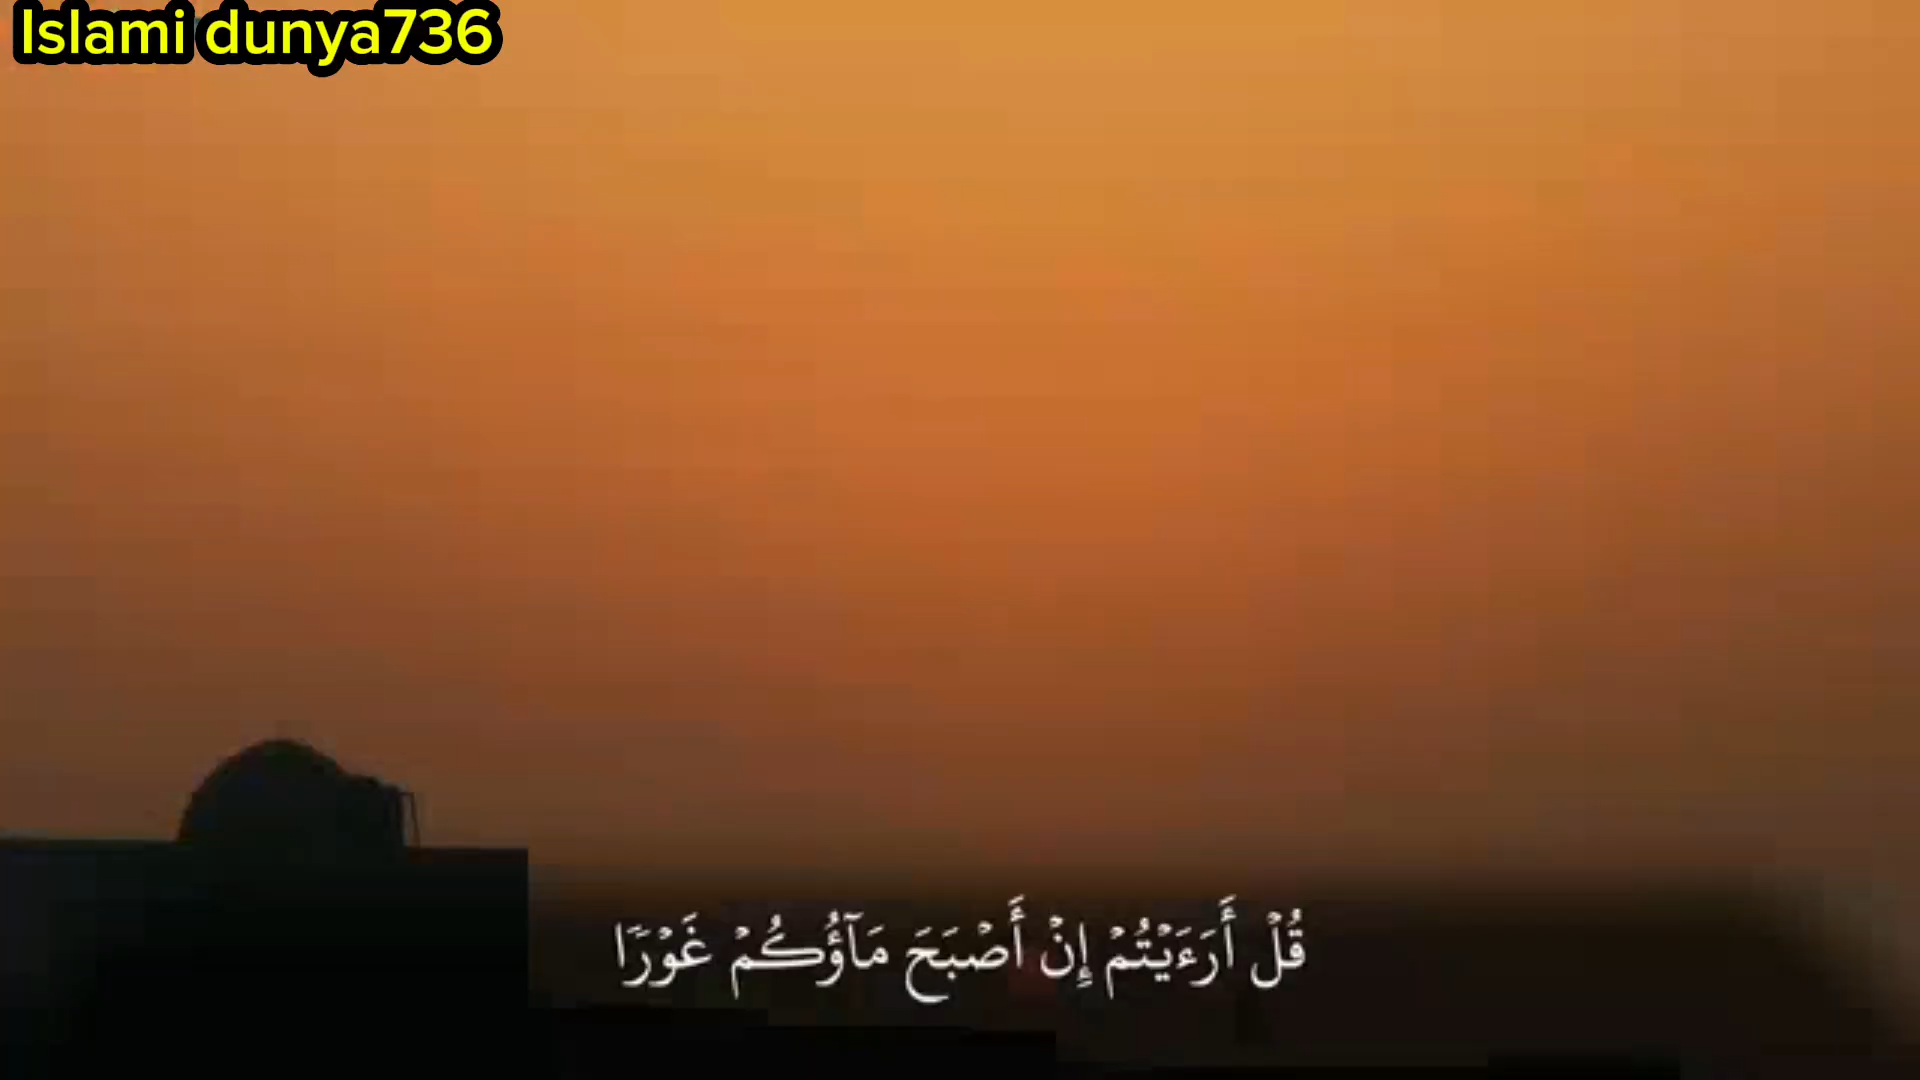 Islami dunya736
قُلۡ أَرَءَيۡتُمۡ إِنۡ أَصۡبَحَ مَآؤُكُمۡ غَوۡرٗا